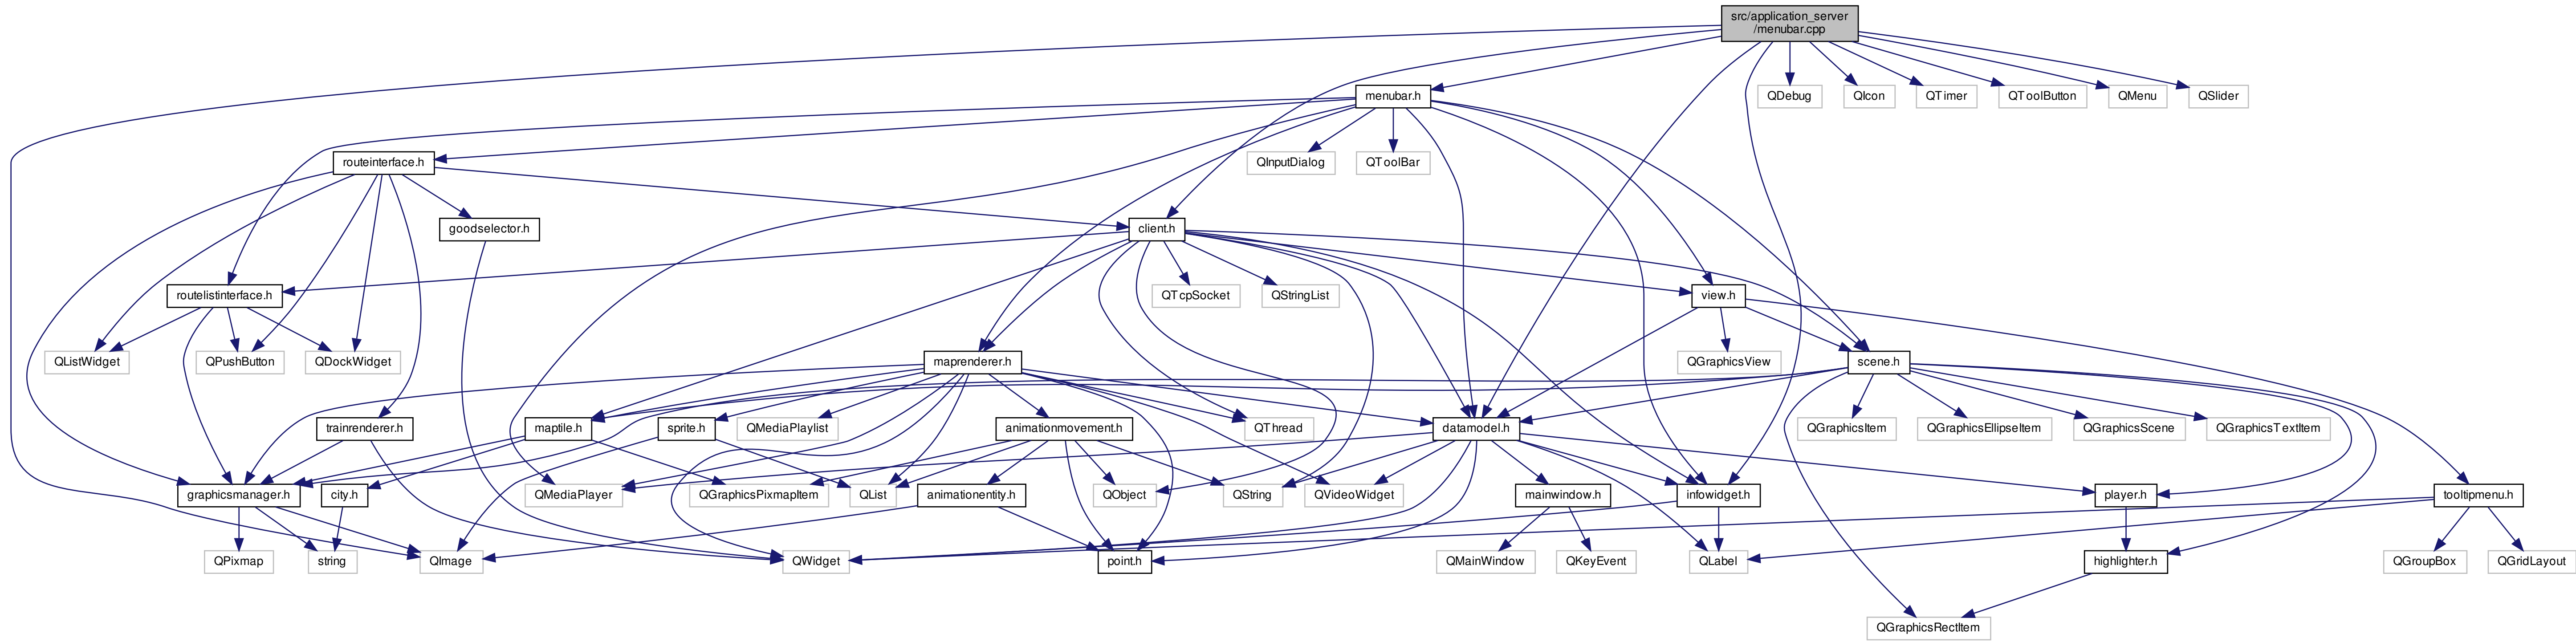 src/application_server
/menubar.cpp
menubar.h
QDebug
QIcon
QTimer
QToolButton
QMenu
QSlider
routeinterface.h
QInputDialog
QToolBar
goodselector.h
client.h
routelistinterface.h
QTcpSocket
QStringList
view.h
QListWidget
QPushButton
QDockWidget
maprenderer.h
QGraphicsView
scene.h
trainrenderer.h
maptile.h
sprite.h
QMediaPlaylist
animationmovement.h
QThread
datamodel.h
QGraphicsItem
QGraphicsEllipseItem
QGraphicsScene
QGraphicsTextItem
graphicsmanager.h
city.h
QMediaPlayer
QGraphicsPixmapItem
QList
animationentity.h
QObject
QString
QVideoWidget
mainwindow.h
infowidget.h
player.h
tooltipmenu.h
QPixmap
string
QImage
QWidget
point.h
QMainWindow
QKeyEvent
QLabel
highlighter.h
QGroupBox
QGridLayout
QGraphicsRectItem